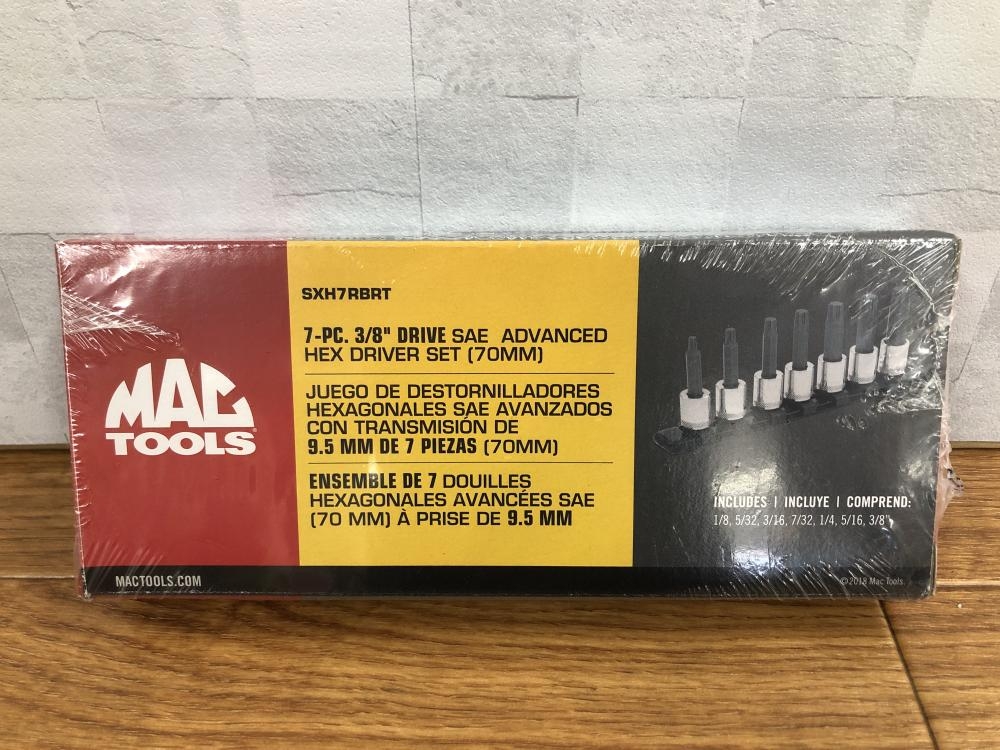 MAC
TOOLS
SXH7RBRT
7-PC. 3/8" DRIVE SAE ADVANCED
HEX DRIVER SET (70MM)
JUEGO DE DESTORNILLADORES
HEXAGONALES SAE AVANZADOS
CON TRANSMISIÓN DE
9.5 MM DE 7 PIEZAS (70MM)
ENSEMBLE DE 7 DOUILLES
HEXAGONALES AVANCÉES SAE
(70 MM) À PRISE DE 9.5 MM
INCLUDES | INCLUYE | COMPREND:
1/8, 5/32, 3/16, 7/32, 1/4, 5/16, 3/8"
MACTOOLS.COM
©2018 Mac Tools.